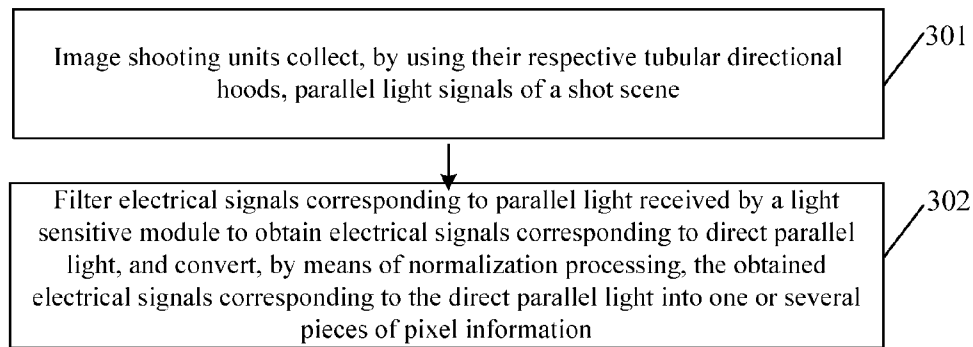 Image shooting units collect, by using their respective tubular directional
hoods, parallel light signals of a shot scene
301
Filter electrical signals corresponding to parallel light received by a light
sensitive module to obtain electrical signals corresponding to direct parallel
light, and convert, by means of normalization processing, the obtained
electrical signals corresponding to the direct parallel light into one or several
pieces of pixel information
302